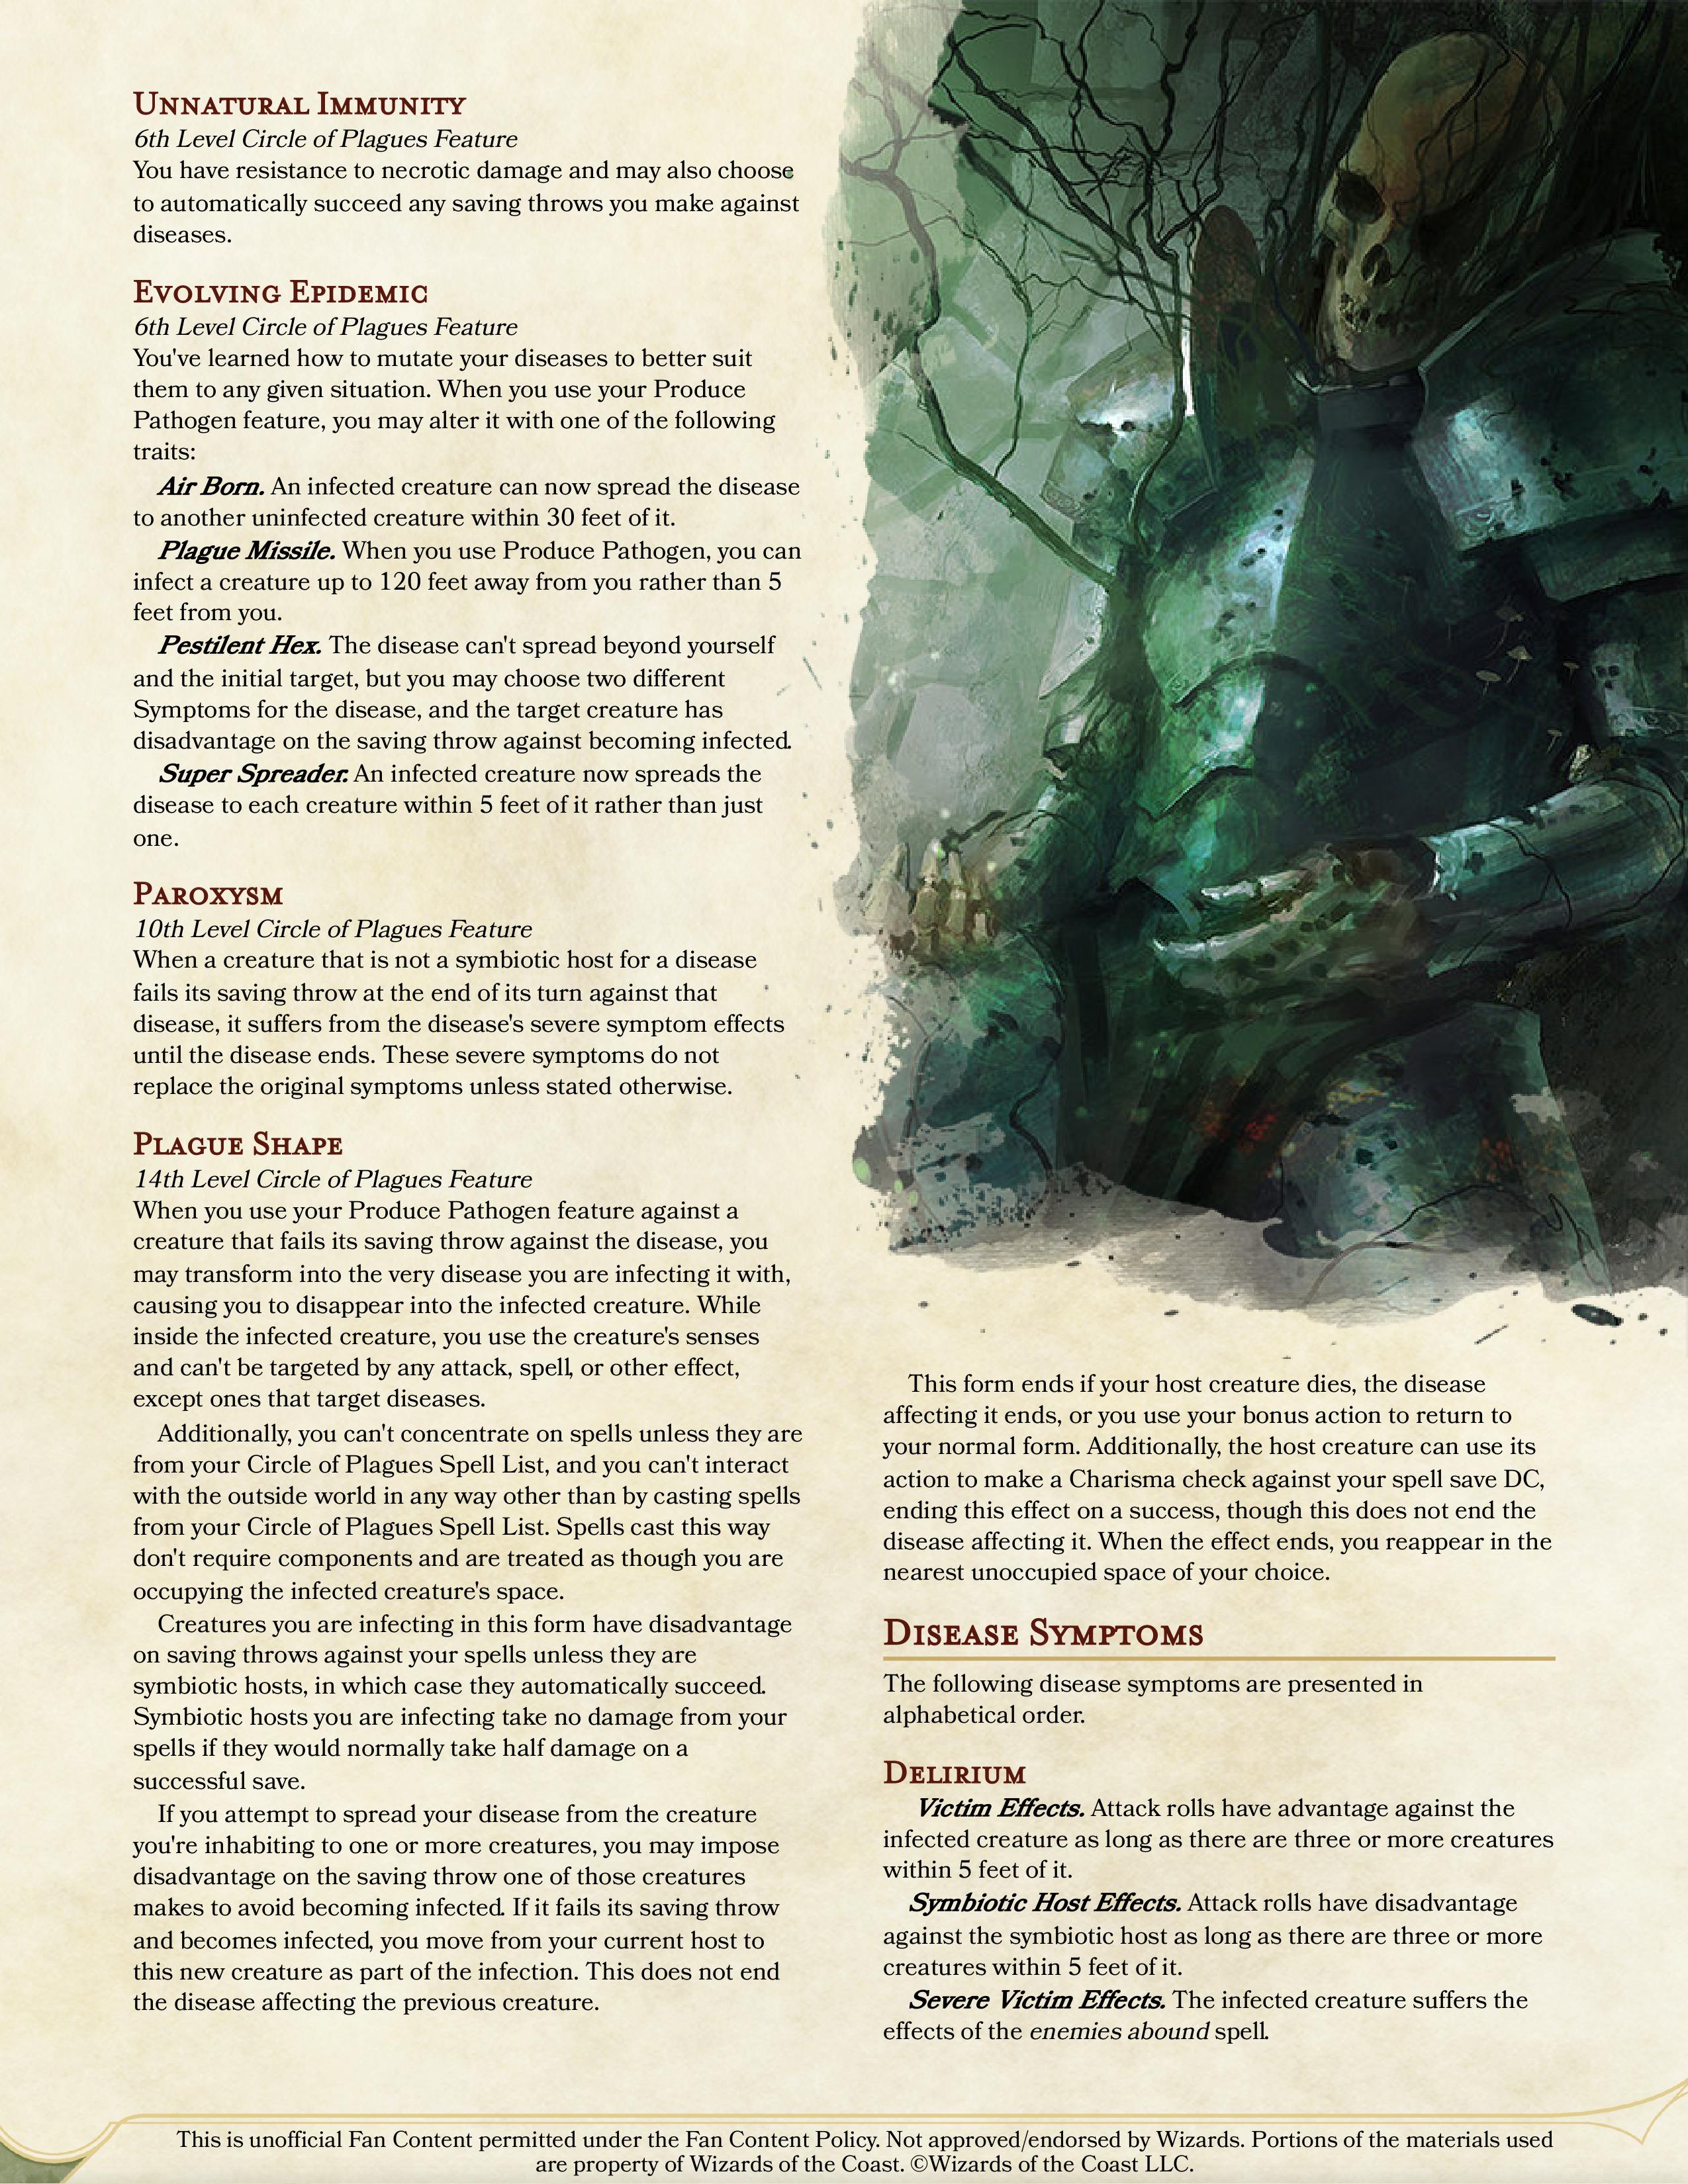 Unnatural Immunity
6th Level Circle of Plagues Feature
You have resistance to necrotic damage and may also choose
to automatically succeed any saving throws you make against
diseases.
Evolving Epidemic
6th Level Circle of Plagues Feature
You've learned how to mutate your diseases to better suit
them to any given situation. When you use your Produce
Pathogen feature, you may alter it with one of the following
traits:
Air Born. An infected creature can now spread the disease
to another uninfected creature within 30 feet of it.
Plague Missile. When you use Produce Pathogen, you can
infect a creature up to 120 feet away from you rather than 5
feet from you.
Pestilent Hex. The disease can't spread beyond yourself
and the initial target, but you may choose two different
Symptoms for the disease, and the target creature has
disadvantage on the saving throw against becoming infected.
Super Spreader. An infected creature now spreads the
disease to each creature within 5 feet of it rather than just
one.
Paroxysm
10th Level Circle of Plagues Feature
When a creature that is not a symbiotic host for a disease
fails its saving throw at the end of its turn against that
disease, it suffers from the disease's severe symptom effects
until the disease ends. These severe symptoms do not
replace the original symptoms unless stated otherwise.
Plague Shape
14th Level Circle of Plagues Feature
When you use your Produce Pathogen feature against a
creature that fails its saving throw against the disease, you
may transform into the very disease you are infecting it with,
causing you to disappear into the infected creature. While
inside the infected creature, you use the creature's senses
and can't be targeted by any attack, spell, or other effect,
except ones that target diseases.
Additionally, you can't concentrate on spells unless they are
from your Circle of Plagues Spell List, and you can't interact
with the outside world in any way other than by casting spells
from your Circle of Plagues Spell List. Spells cast this way
don't require components and are treated as though you are
occupying the infected creature's space.
Creatures you are infecting in this form have disadvantage
on saving throws against your spells unless they are
symbiotic hosts, in which case they automatically succeed.
Symbiotic hosts you are infecting take no damage from your
spells if they would normally take half damage on a
successful save.
If you attempt to spread your disease from the creature
you're inhabiting to one or more creatures, you may impose
disadvantage on the saving throw one of those creatures
makes to avoid becoming infected. If it fails its saving throw
and becomes infected, you move from your current host to
this new creature as part of the infection. This does not end
the disease affecting the previous creature.
This form ends if your host creature dies, the disease
affecting it ends, or you use your bonus action to return to
your normal form. Additionally, the host creature can use its
action to make a Charisma check against your spell save DC,
ending this effect on a success, though this does not end the
disease affecting it. When the effect ends, you reappear in the
nearest unoccupied space of your choice.
Disease Symptoms
The following disease symptoms are presented in
alphabetical order.
Delirium
Victim Effects. Attack rolls have advantage against the
infected creature as long as there are three or more creatures
within 5 feet of it.
Symbiotic Host Effects. Attack rolls have disadvantage
against the symbiotic host as long as there are three or more
creatures within 5 feet of it.
Severe Victim Effects. The infected creature suffers the
effects of the enemies abound spell.
This is unofficial Fan Content permitted under the Fan Content Policy. Not approved/endorsed by Wizards. Portions of the materials used
are property of Wizards of the Coast. ©Wizards of the Coast LLC.